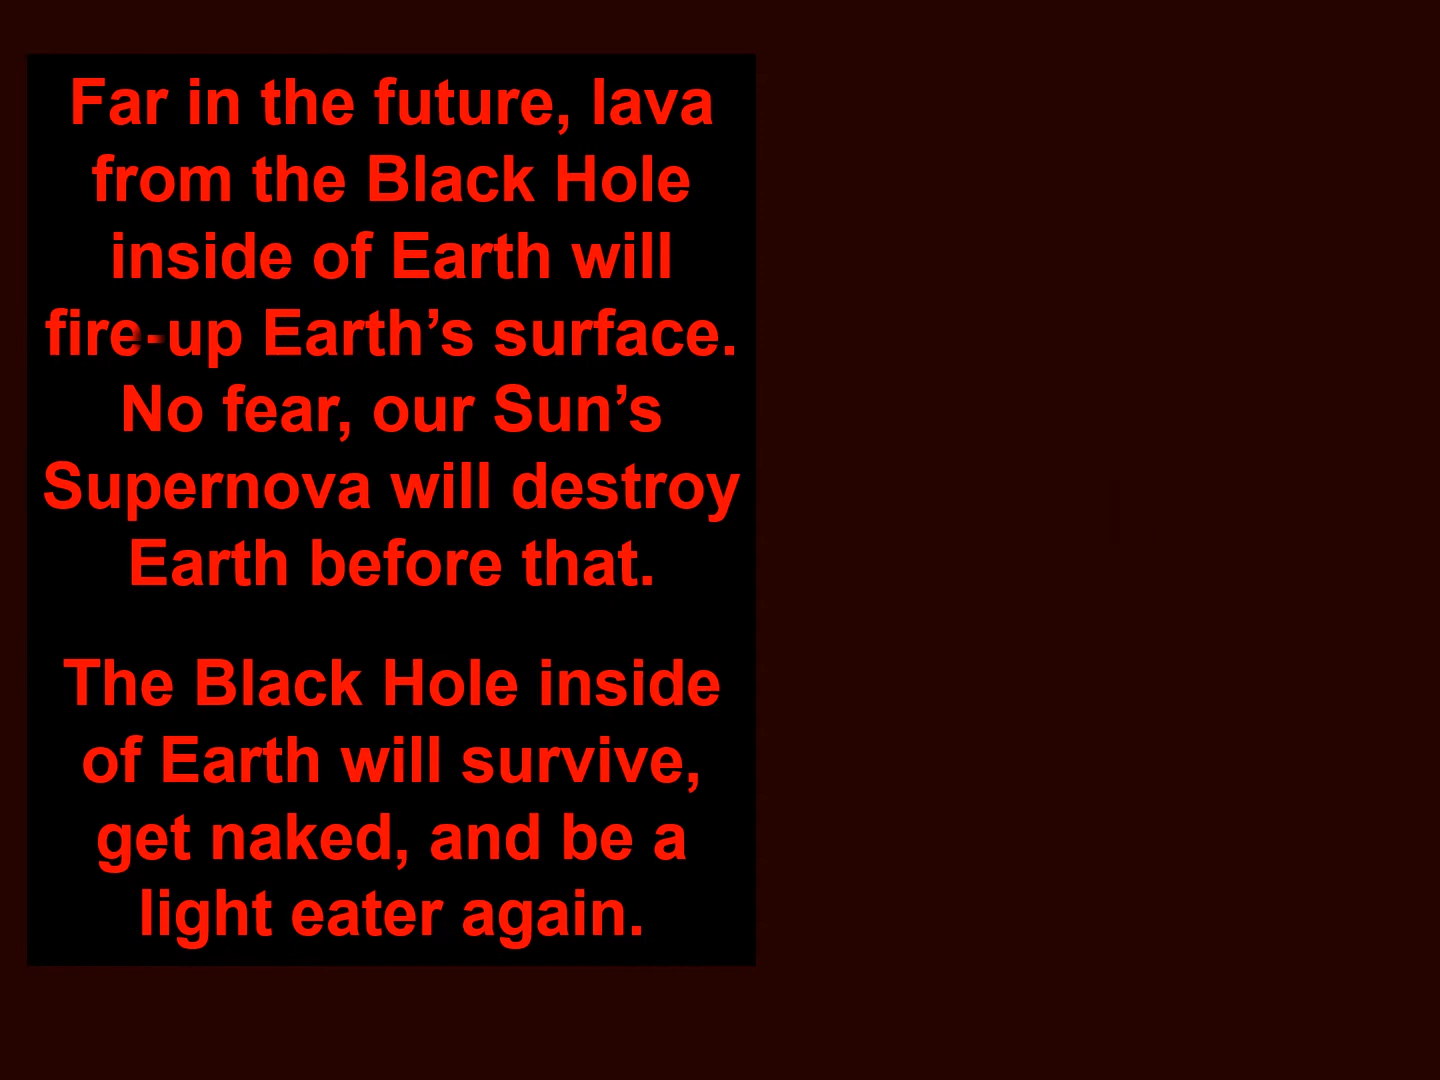 Far in the future, lava
from the Black Hole
inside of Earth will
fire-up Earth’s surface.
No fear, our Sun’s
Supernova will destroy
Earth before that.
The Black Hole inside
of Earth will survive,
get naked, and be a
light eater again.